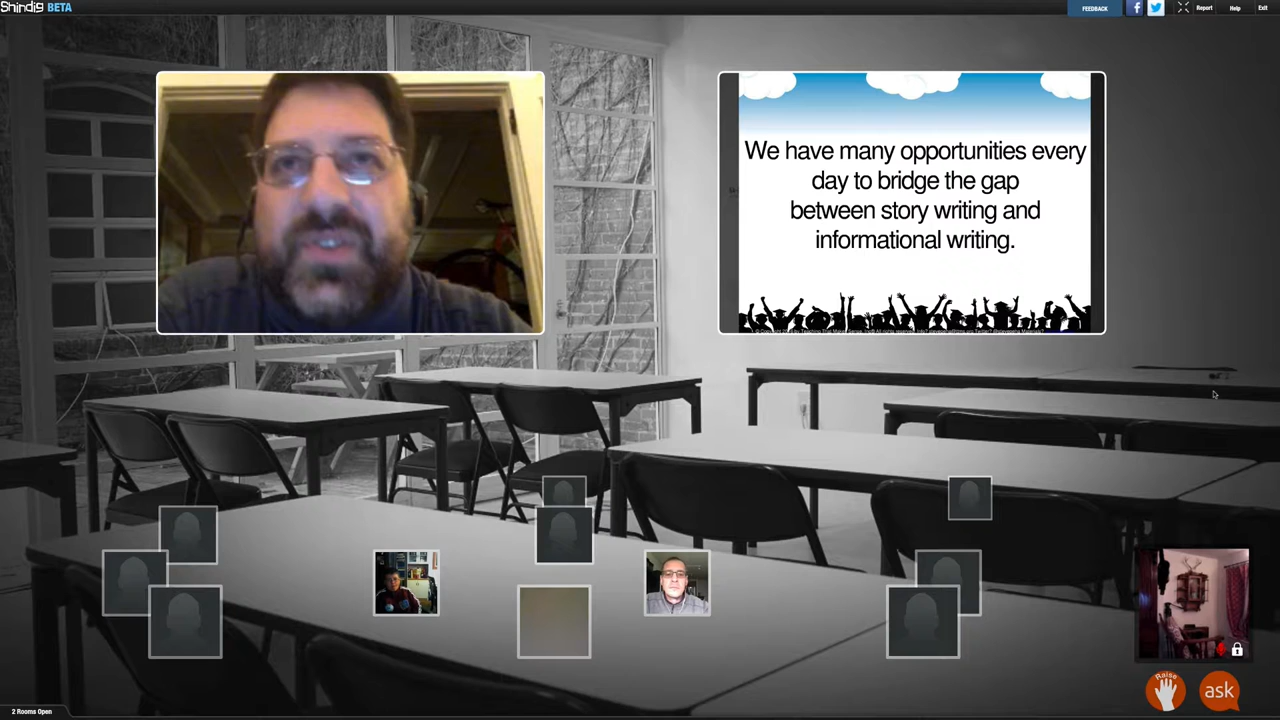 Shindig BETA
FEEDBACK
Report
Help
Exit
We have many opportunities every
day to bridge the gap
between story writing and
informational writing.
Raise
ask
2 Rooms Open